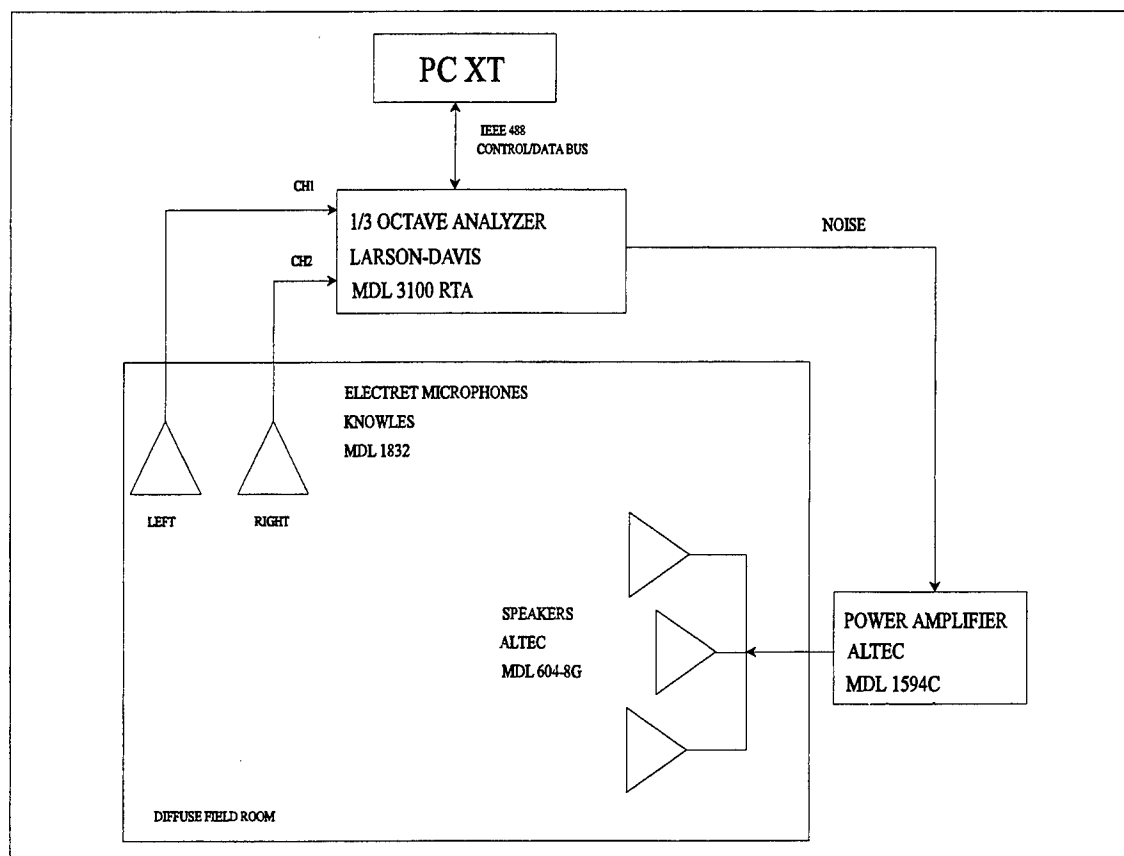 PC XT
IEEE 488
CONTROL/DATA BUS
CH1
1/3 OCTAVE ANALYZER
LARSON-DAVIS
MDL 3100 RTA
NOISE
CH2
ELECTRET MICROPHONES
KNOWLES
MDL 1832
LEFT
RIGHT
SPEAKERS
ALTEC
MDL 604-8G
POWER AMPLIFIER
ALTEC
MDL 1594C
DIFFUSE FIELD ROOM